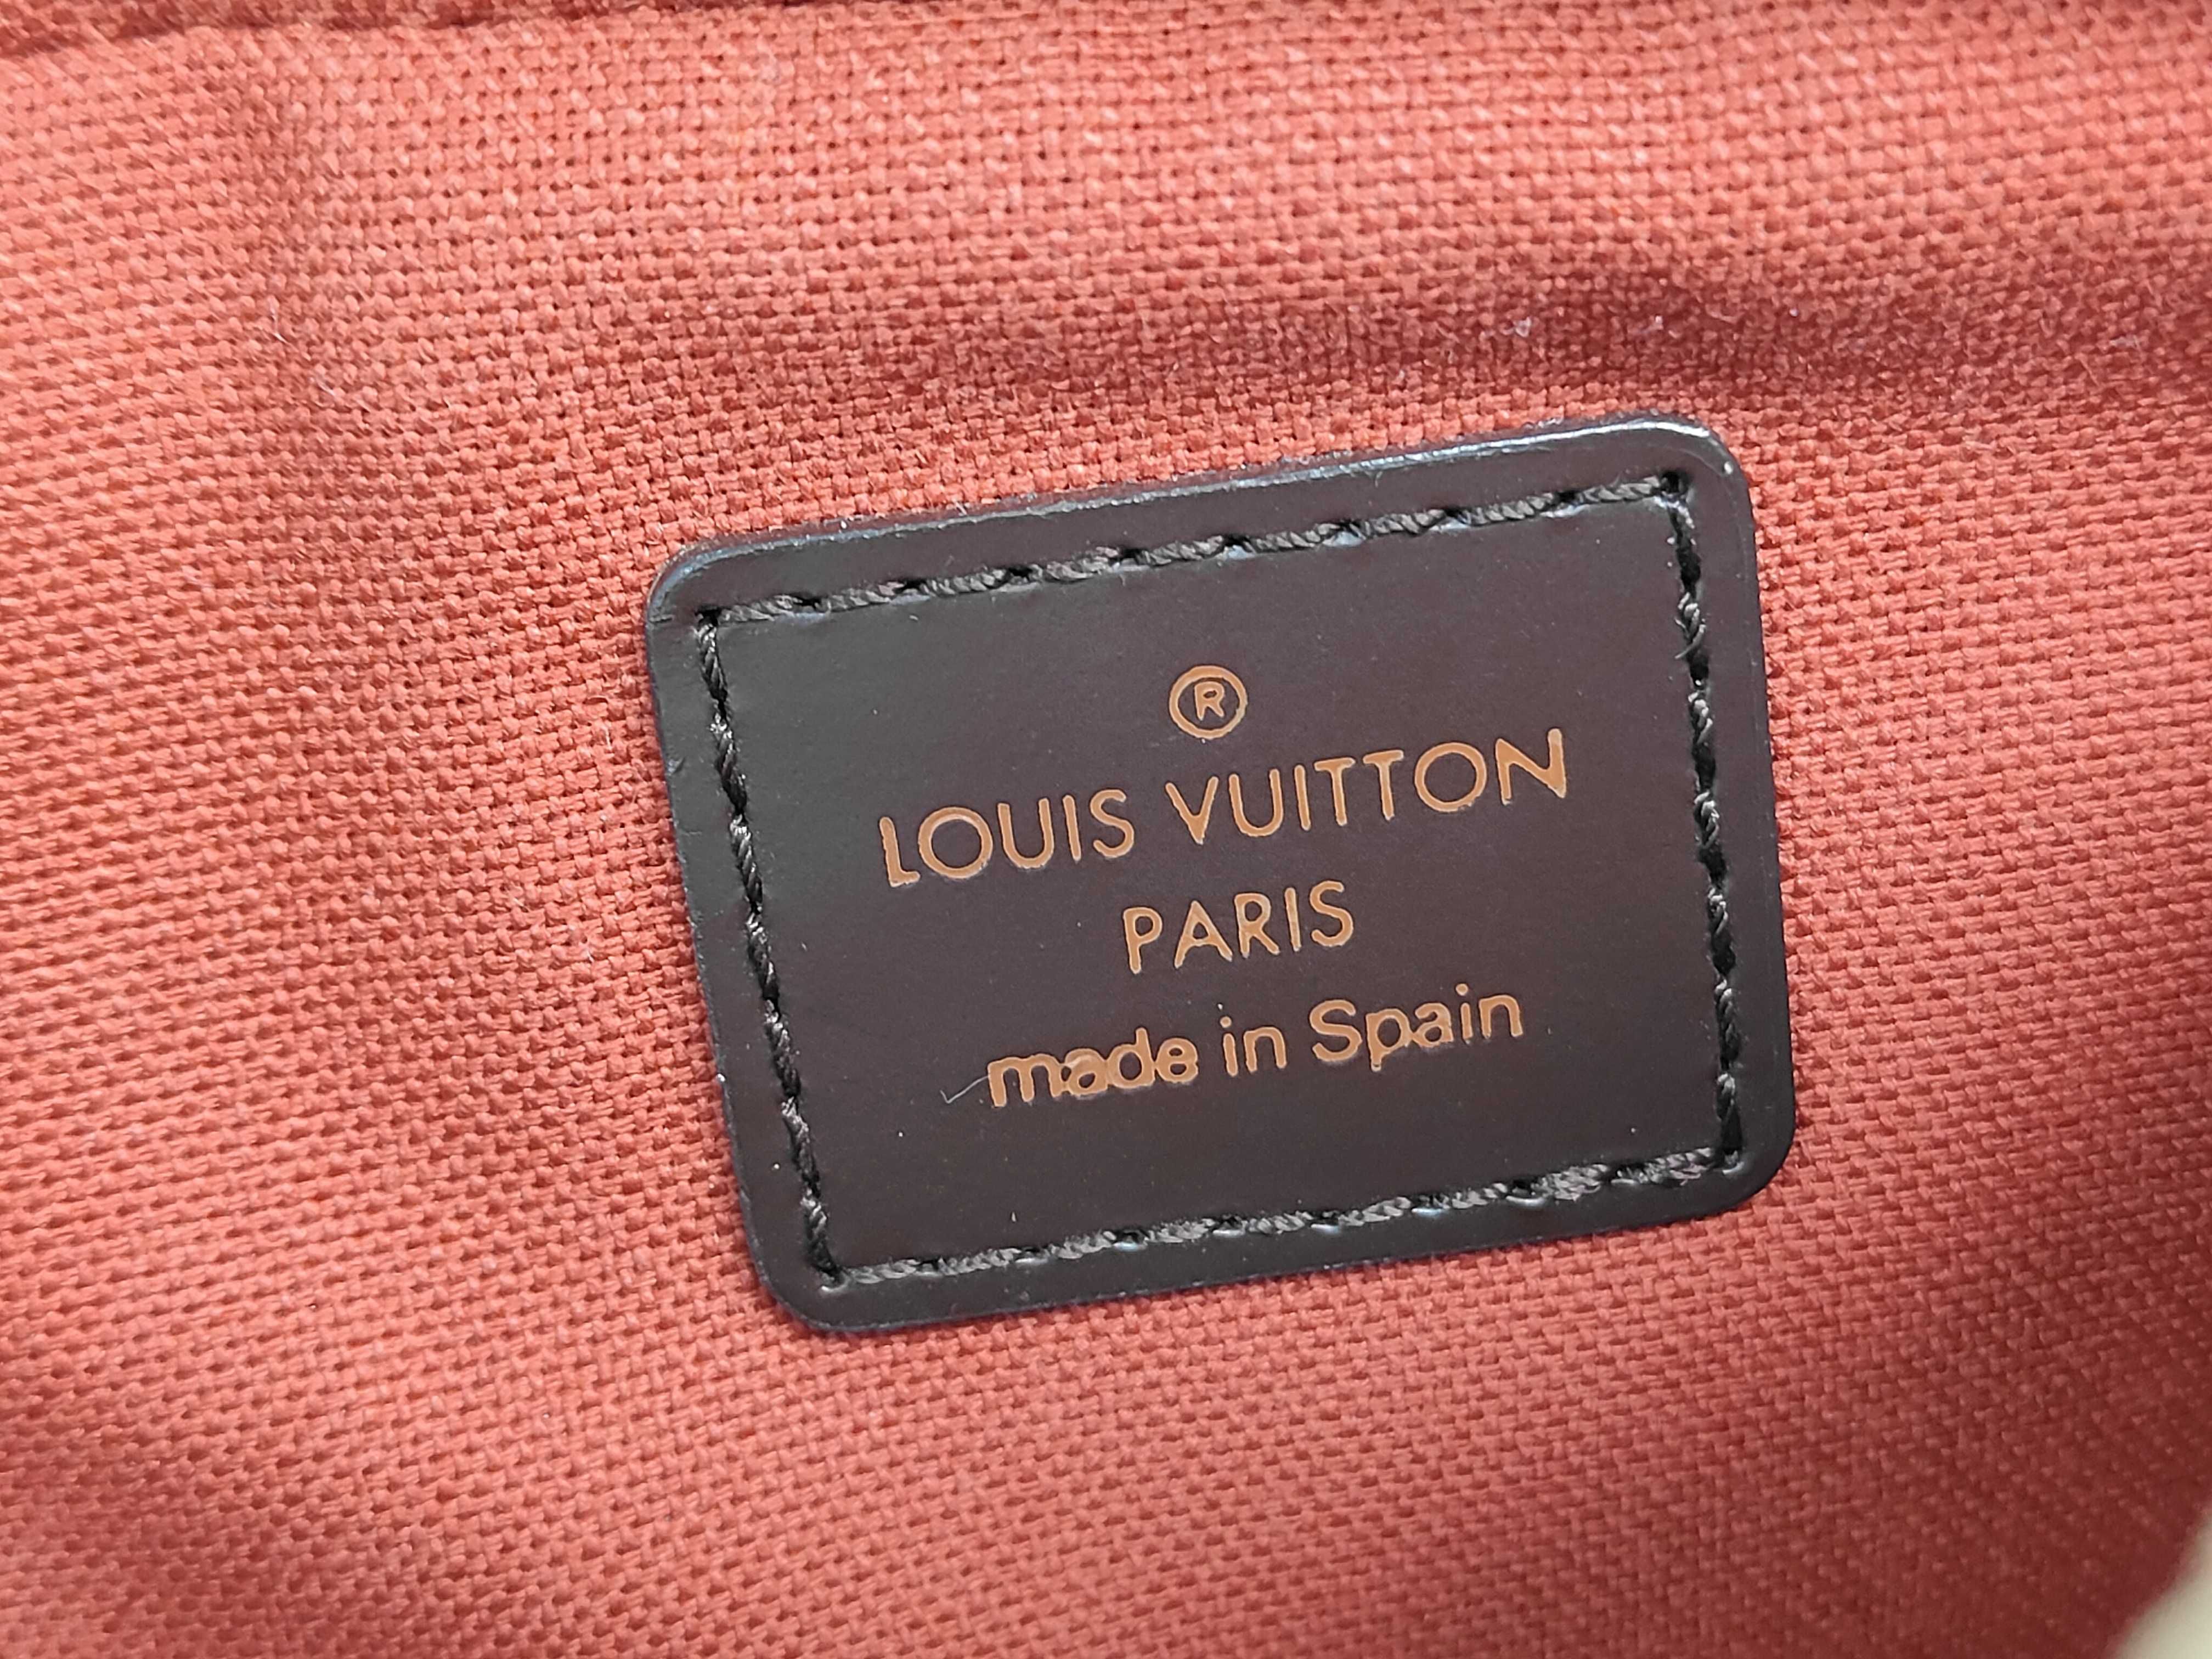 ®
LOUIS VUITTON
PARIS
made in Spain